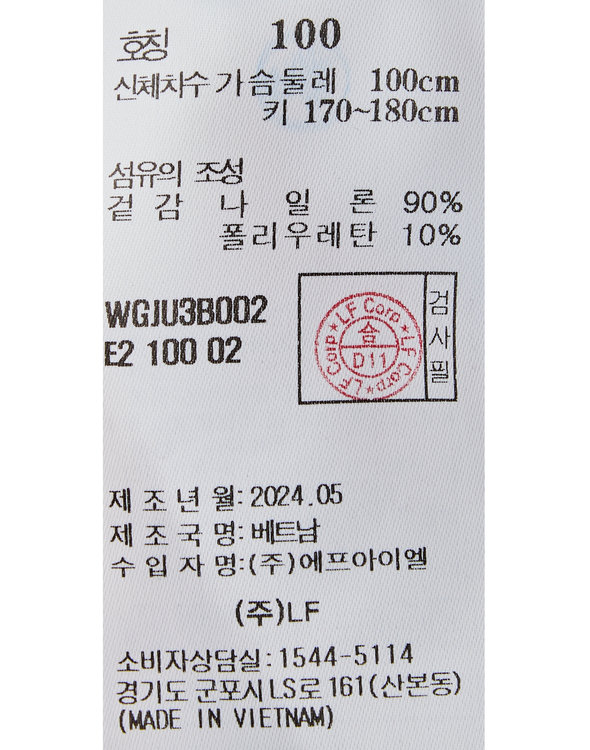 호칭 100
신체치수 가슴둘레 100cm
키 170~180cm
섬유의 조성
겉감 나일론 90%
폴리우레탄 10%
WGJU3B002
E2 100 02
LF Corp ★ LF Corp ★ LF Corp ★
합
D11
검사필
제조년월: 2024.05
제조국명: 베트남
수입자명: (주)에프아이엘
(주)LF
소비자상담실: 1544-5114
경기도 군포시 LS로 161(산본동)
(MADE IN VIETNAM)